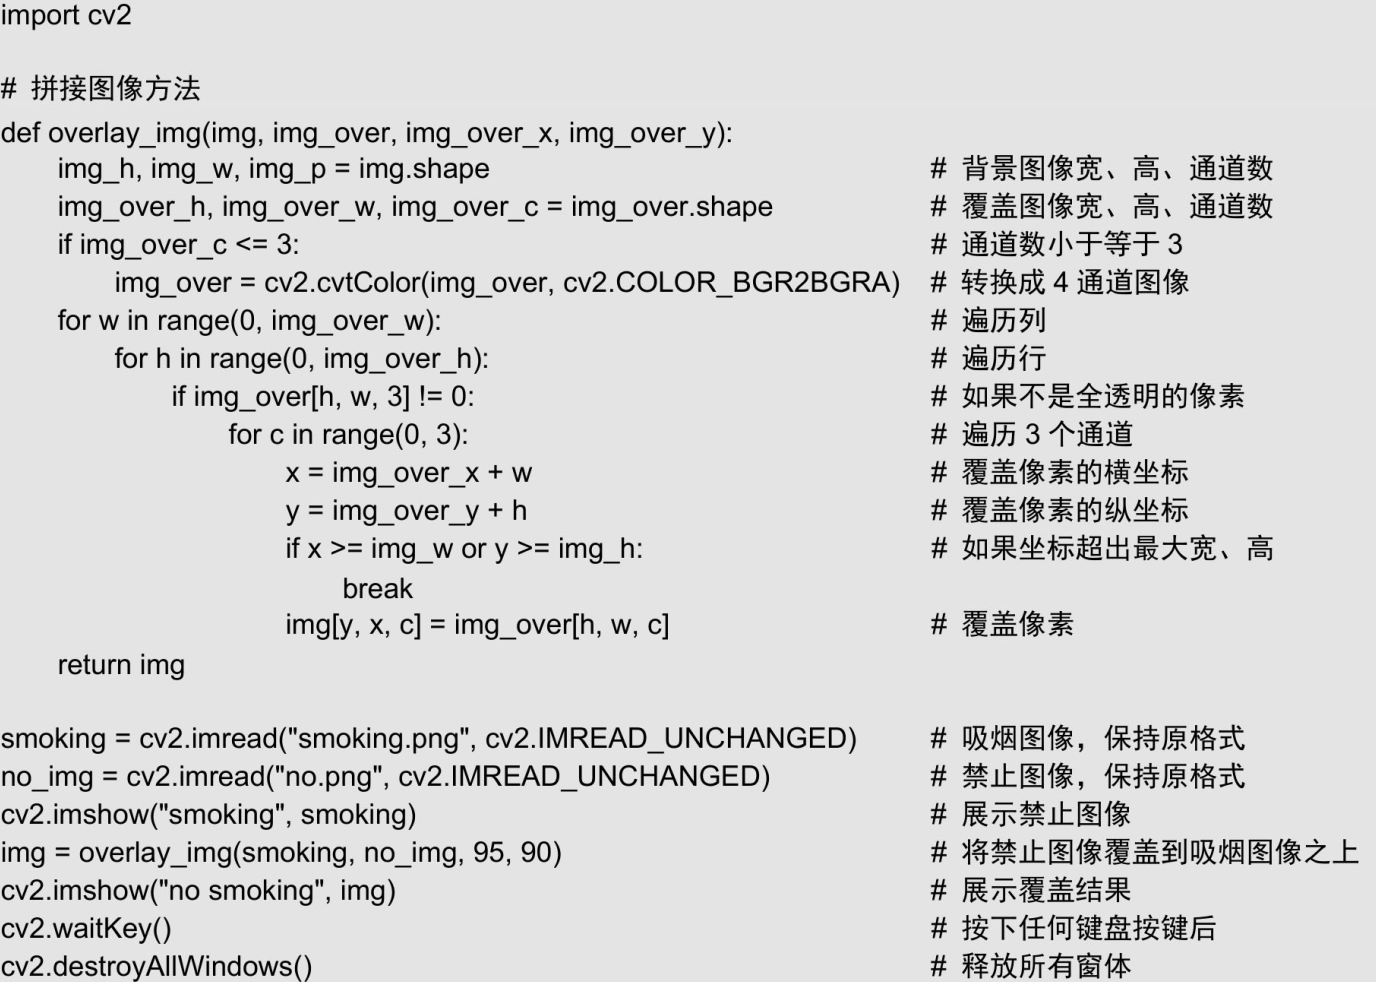 import cv2
# 拼接图像方法
def overlay_img(img, img_over, img_over_x, img_over_y):
img_h, img_w, img_p = img.shape # 背景图像宽、高、通道数
img_over_h, img_over_w, img_over_c = img_over.shape # 覆盖图像宽、高、通道数
if img_over_c <= 3: # 通道数小于等于 3
img_over = cv2.cvtColor(img_over, cv2.COLOR_BGR2BGRA) # 转换成 4 通道图像
for w in range(0, img_over_w): # 遍历列
for h in range(0, img_over_h): # 遍历行
if img_over[h, w, 3] != 0: # 如果不是全透明的像素
for c in range(0, 3): # 遍历 3 个通道
x = img_over_x + w # 覆盖像素的横坐标
y = img_over_y + h # 覆盖像素的纵坐标
if x >= img_w or y >= img_h: # 如果坐标超出最大宽、高
break
img[y, x, c] = img_over[h, w, c] # 覆盖像素
return img
smoking = cv2.imread("smoking.png", cv2.IMREAD_UNCHANGED) # 吸烟图像，保持原格式
no_img = cv2.imread("no.png", cv2.IMREAD_UNCHANGED) # 禁止图像，保持原格式
cv2.imshow("smoking", smoking) # 展示禁止图像
img = overlay_img(smoking, no_img, 95, 90) # 将禁止图像覆盖到吸烟图像之上
cv2.imshow("no smoking", img) # 展示覆盖结果
cv2.waitKey() # 按下任何键盘按键后
cv2.destroyAllWindows() # 释放所有窗体